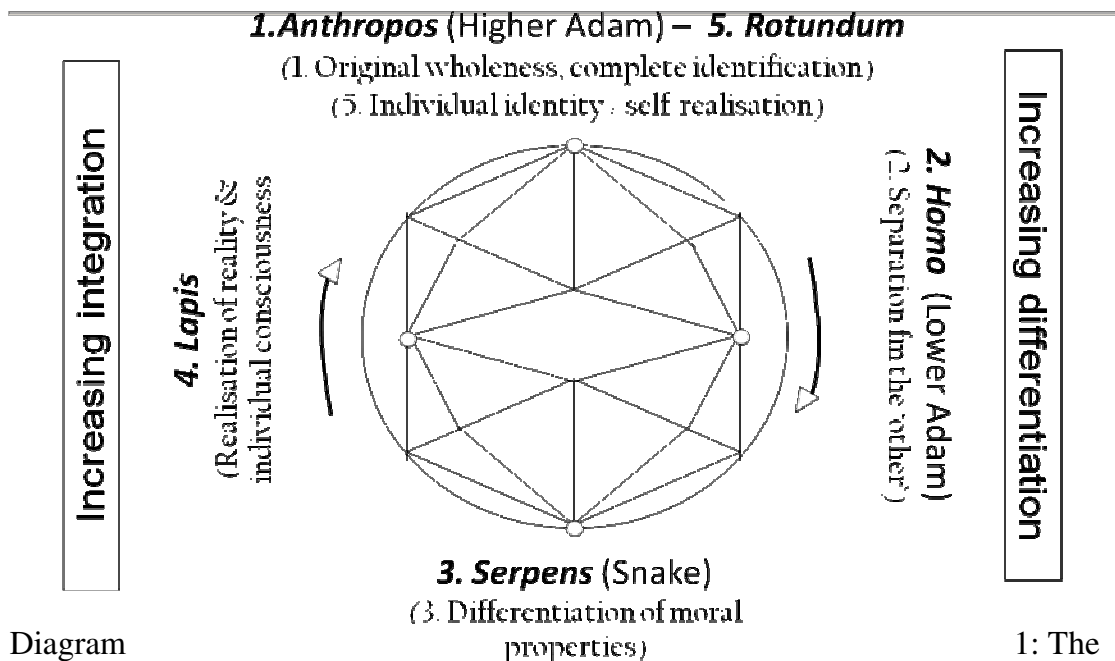 1.Anthropos (Higher Adam) – 5. Rotundum
(1. Original wholeness, complete identification)
(5. Individual identity / self realisation)
Increasing integration
4. Lapis
(Realisation of reality &
individual consciousness
2. Homo (Lower Adam)
(2. Separation fm the 'other')
Increasing differentiation
3. Serpens (Snake)
(3. Differentiation of moral
properties)
Diagram 1: The